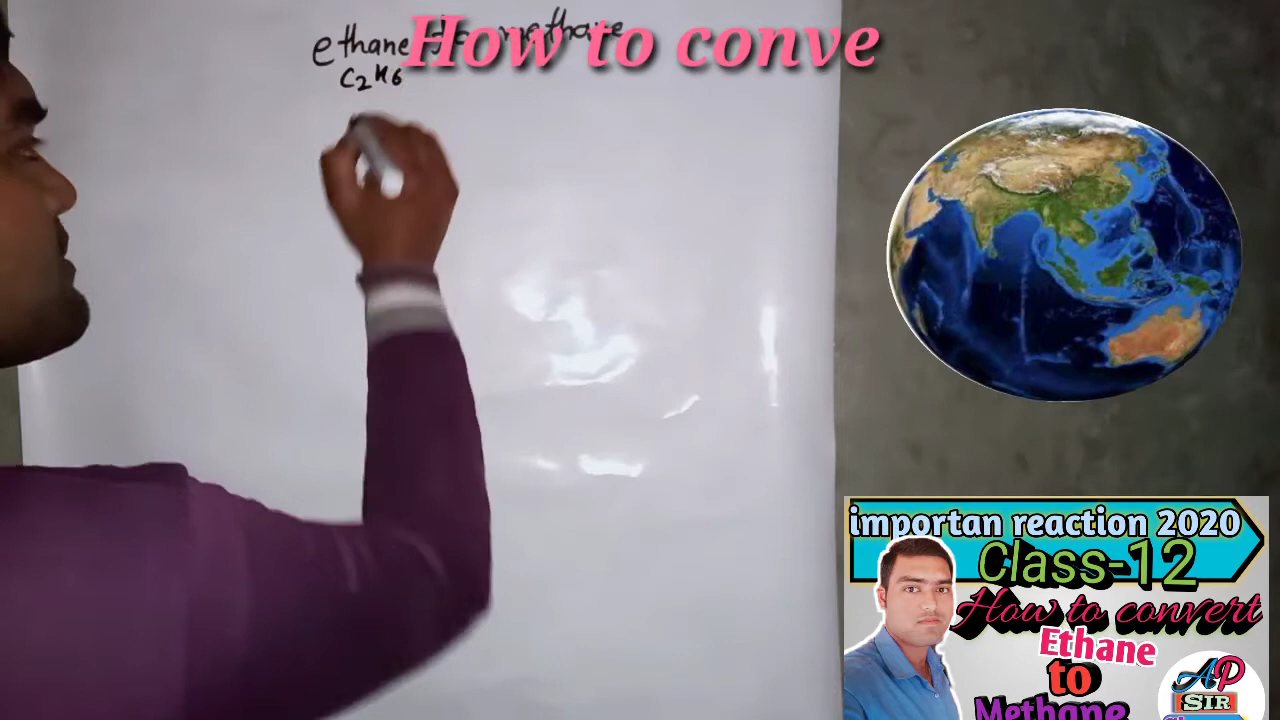 How to conve
ethane to methane
C2H6
importan reaction 2020
Class-12
How to convert
Ethane
to
Methane
AP
SIR